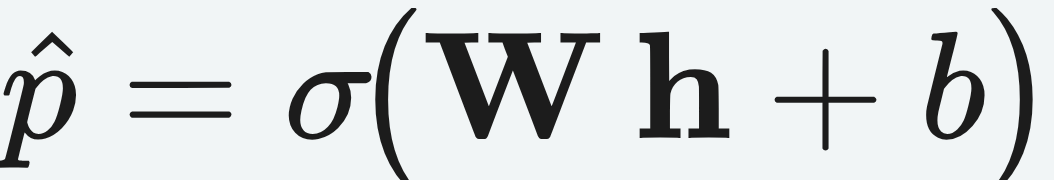 p̂ = σ(𝐖 𝐡 + b)